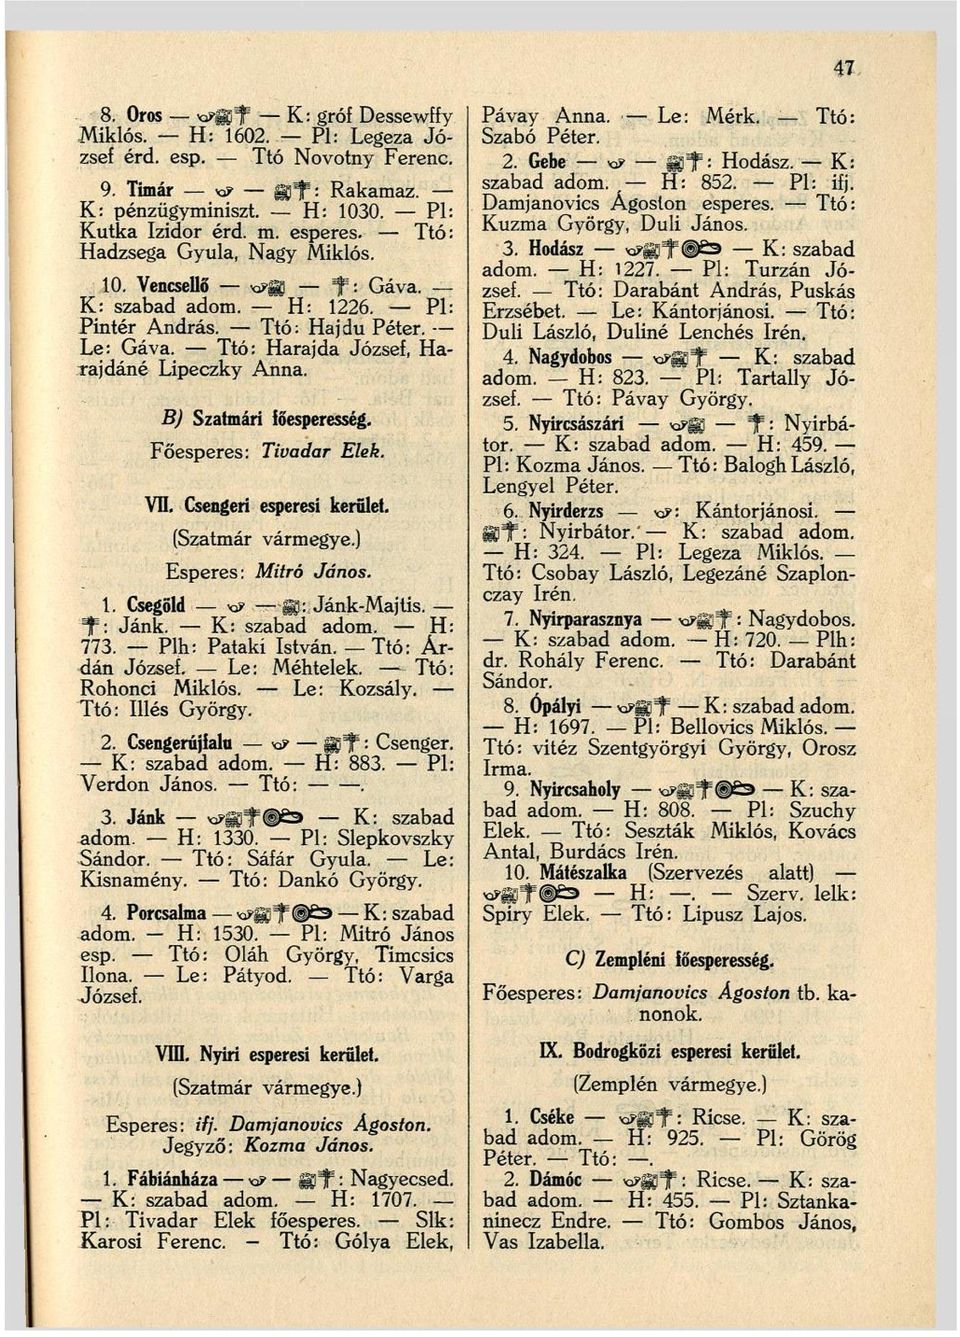 47
8. Oros — — K: gróf Dessewffy
Miklós. — H: 1602. — Pl: Legeza Jó-
zsef érd. esp. — Ttó Novotny Ferenc.
9. Timár — — : Rakamaz. —
K: pénzügyminiszt. — H: 1030. — Pl:
Kutka Izidor érd. m. esperes. — Ttó:
Hadzsega Gyula, Nagy Miklós.
10. Vencsellő — — : Gáva. —
K: szabad adom. — H: 1226. — Pl:
Pintér András. — Ttó: Hajdu Péter. —
Le: Gáva. — Ttó: Harajda József, Ha-
rajdáné Lipeczky Anna.
B) Szatmári főesperesség.
Főesperes: Tivadar Elek.
VII. Csengeri esperesi kerület.
(Szatmár vármegye.)
Esperes: Mitró János.
1. Csegöld — — : Jánk-Majtis. —
: Jánk. — K: szabad adom. — H:
773. — Plh: Pataki István. — Ttó: Ár-
dán József. — Le: Méhtelek. — Ttó:
Rohonci Miklós. — Le: Kozsály. —
Ttó: Illés György.
2. Csengerújfalu — — : Csenger.
— K: szabad adom. — H: 883. — Pl:
Verdon János. — Ttó: — —.
3. Jánk — — K: szabad
adom. — H: 1330. — Pl: Slepkovszky
Sándor. — Ttó: Sáfár Gyula. — Le:
Kisnamény. — Ttó: Dankó György.
4. Porcsalma — — K: szabad
adom. — H: 1530. — Pl: Mitró János
esp. — Ttó: Oláh György, Timcsics
Ilona. — Le: Pátyod. — Ttó: Varga
József.
VIII. Nyiri esperesi kerület.
(Szatmár vármegye.)
Esperes: ifj. Damjanovics Ágoston.
Jegyző: Kozma János.
1. Fábiánháza — — : Nagyecsed.
— K: szabad adom. — H: 1707. —
Pl: Tivadar Elek főesperes. — Slk:
Karosi Ferenc. — Ttó: Gólya Elek,
Pávay Anna. — Le: Mérk. — Ttó:
Szabó Péter.
2. Gebe — — : Hodász. — K:
szabad adom. — H: 852. — Pl: ifj.
Damjanovics Ágoston esperes. — Ttó:
Kuzma György, Duli János.
3. Hodász — — K: szabad
adom. — H: 1227. — Pl: Turzán Jó-
zsef. — Ttó: Darabánt András, Puskás
Erzsébet. — Le: Kántorjánosi. — Ttó:
Duli László, Duliné Lenchés Irén.
4. Nagydobos — — K: szabad
adom. — H: 823. — Pl: Tartally Jó-
zsef. — Ttó: Pávay György.
5. Nyircsászári — — : Nyirbá-
tor. — K: szabad adom. — H: 459. —
Pl: Kozma János. — Ttó: Balogh László,
Lengyel Péter.
6. Nyirderzs — : Kántorjánosi. —
: Nyirbátor. — K: szabad adom.
— H: 324. — Pl: Legeza Miklós. —
Ttó: Csobay László, Legezáné Szaplon-
czay Irén.
7. Nyirparasznya — : Nagydobos.
— K: szabad adom. — H: 720. — Plh:
dr. Rohály Ferenc. — Ttó: Darabánt
Sándor.
8. Ópályi — — K: szabad adom.
— H: 1697. — Pl: Bellovics Miklós. —
Ttó: vitéz Szentgyörgyi György, Orosz
Irma.
9. Nyircsaholy — — K: sza-
bad adom. — H: 808. — Pl: Szuchy
Elek. — Ttó: Seszták Miklós, Kovács
Antal, Burdács Irén.
10. Mátészalka (Szervezés alatt) —
— H: —. — Szerv. lelk:
Spiry Elek. — Ttó: Lipusz Lajos.
C) Zempléni főesperesség.
Főesperes: Damjanovics Ágoston tb. ka-
nonok.
IX. Bodrogközi esperesi kerület.
(Zemplén vármegye.)
1. Cséke — : Ricse. — K: sza-
bad adom. — H: 925. — Pl: Görög
Péter. — Ttó: —.
2. Dámóc — : Ricse. — K: sza-
bad adom. — H: 455. — Pl: Sztanka-
ninecz Endre. — Ttó: Gombos János,
Vas Izabella.